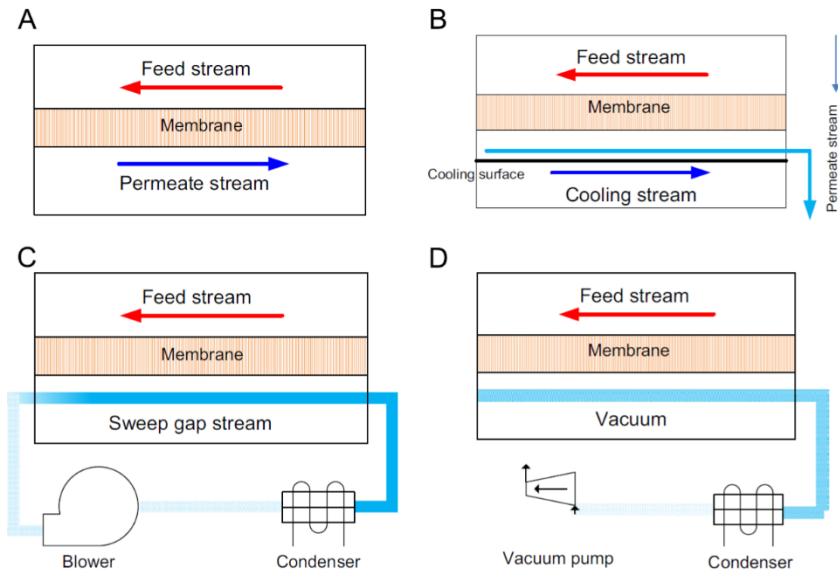 A
Feed stream
Membrane
Permeate stream
B
Feed stream
Membrane
Cooling surface
Cooling stream
Permeate stream
C
Feed stream
Membrane
Sweep gap stream
Blower
Condenser
D
Feed stream
Membrane
Vacuum
Vacuum pump
Condenser